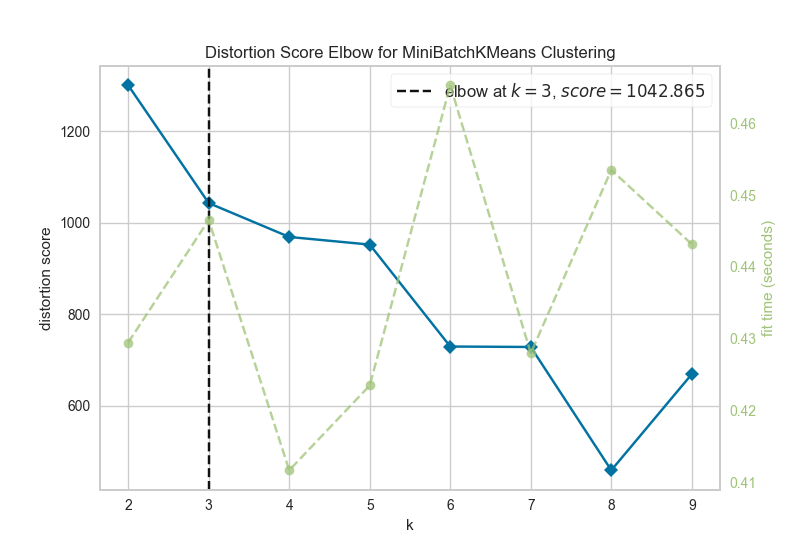 Distortion Score Elbow for MiniBatchKMeans Clustering
elbow at k = 3, score = 1042.865
distortion score
1200
1000
800
600
0.46
0.45
0.44
0.43
0.42
0.41
fit time (seconds)
2 3 4 5 6 7 8 9
k